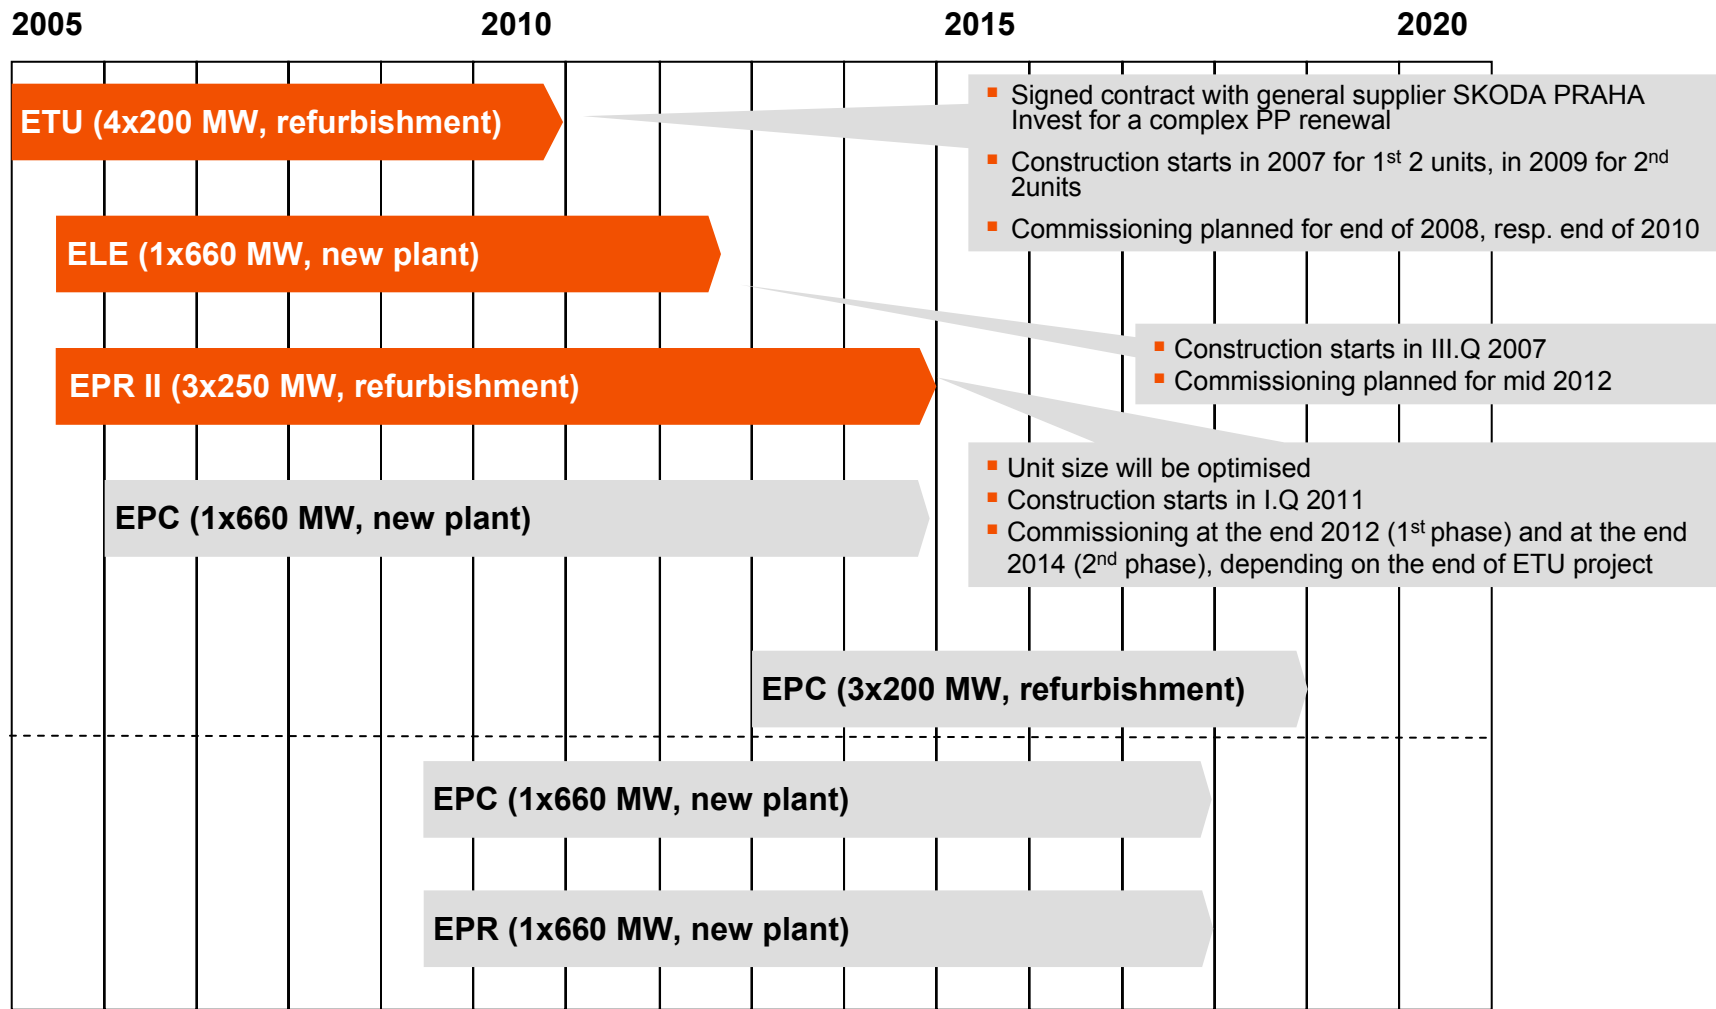 2005 2010 2015 2020
ETU (4x200 MW, refurbishment)
▪ Signed contract with general supplier SKODA PRAHA
Invest for a complex PP renewal
▪ Construction starts in 2007 for 1st 2 units, in 2009 for 2nd
2units
▪ Commissioning planned for end of 2008, resp. end of 2010
ELE (1x660 MW, new plant)
▪ Construction starts in III.Q 2007
▪ Commissioning planned for mid 2012
EPR II (3x250 MW, refurbishment)
▪ Unit size will be optimised
▪ Construction starts in I.Q 2011
▪ Commissioning at the end 2012 (1st phase) and at the end
2014 (2nd phase), depending on the end of ETU project
EPC (1x660 MW, new plant)
EPC (3x200 MW, refurbishment)
EPC (1x660 MW, new plant)
EPR (1x660 MW, new plant)